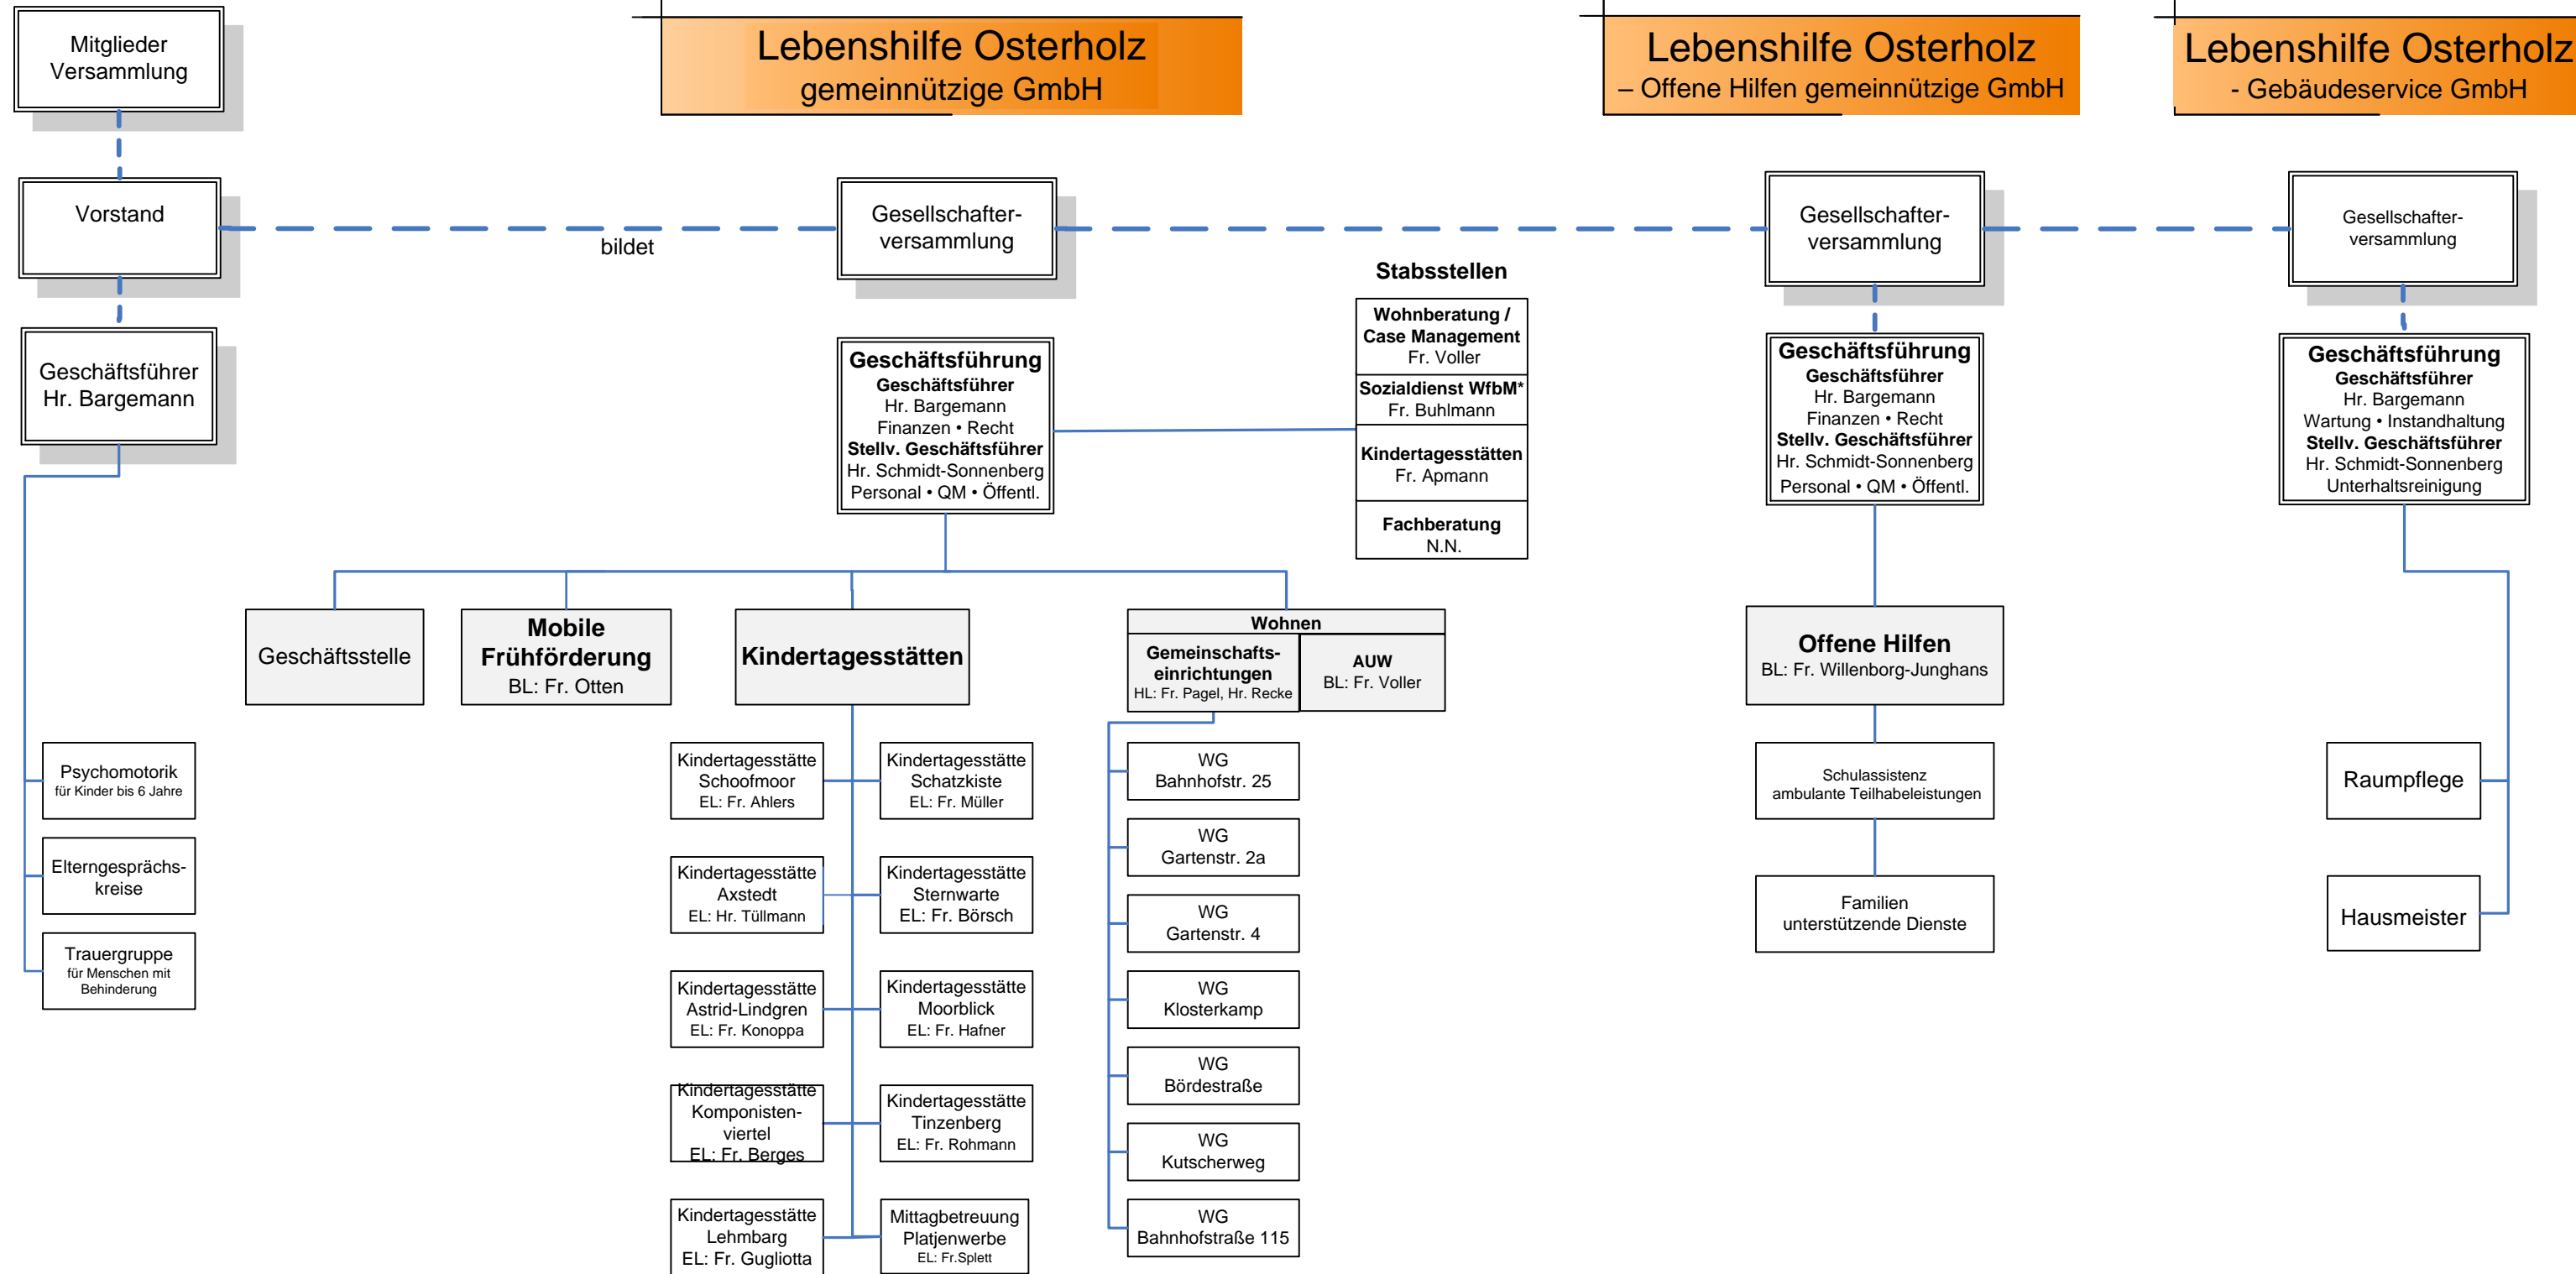 Mitglieder
Versammlung
Lebenshilfe Osterholz
gemeinnützige GmbH
Lebenshilfe Osterholz
– Offene Hilfen gemeinnützige GmbH
Lebenshilfe Osterholz
- Gebäudeservice GmbH
Vorstand
bildet
Gesellschafter-
versammlung
Gesellschafter-
versammlung
Gesellschafter-
versammlung
Geschäftsführer
Hr. Bargemann
Geschäftsführung
Geschäftsführer
Hr. Bargemann
Finanzen • Recht
Stellv. Geschäftsführer
Hr. Schmidt-Sonnenberg
Personal • QM • Öffentl.
Stabsstellen
Wohnberatung /
Case Management
Fr. Voller
Sozialdienst WfbM*
Fr. Buhlmann
Kindertagesstätten
Fr. Apmann
Fachberatung
N.N.
Geschäftsführung
Geschäftsführer
Hr. Bargemann
Finanzen • Recht
Stellv. Geschäftsführer
Hr. Schmidt-Sonnenberg
Personal • QM • Öffentl.
Geschäftsführung
Geschäftsführer
Hr. Bargemann
Wartung • Instandhaltung
Stellv. Geschäftsführer
Hr. Schmidt-Sonnenberg
Unterhaltsreinigung
Geschäftsstelle
Mobile
Frühförderung
BL: Fr. Otten
Kindertagesstätten
Wohnen
Gemeinschafts-
einrichtungen
HL: Fr. Pagel, Hr. Recke
AUW
BL: Fr. Voller
Offene Hilfen
BL: Fr. Willenborg-Junghans
Psychomotorik
für Kinder bis 6 Jahre
Elterngesprächs-
kreise
Trauergruppe
für Menschen mit
Behinderung
Kindertagesstätte
Schoofmoor
EL: Fr. Ahlers
Kindertagesstätte
Schatzkiste
EL: Fr. Müller
Kindertagesstätte
Axstedt
EL: Hr. Tüllmann
Kindertagesstätte
Sternwarte
EL: Fr. Börsch
Kindertagesstätte
Astrid-Lindgren
EL: Fr. Konoppa
Kindertagesstätte
Moorblick
EL: Fr. Hafner
Kindertagesstätte
Komponisten-
viertel
EL: Fr. Berges
Kindertagesstätte
Tinzenberg
EL: Fr. Rohmann
Kindertagesstätte
Lehmbarg
EL: Fr. Gugliotta
Mittagbetreuung
Platjenwerbe
EL: Fr.Splett
WG
Bahnhofstr. 25
WG
Gartenstr. 2a
WG
Gartenstr. 4
WG
Klosterkamp
WG
Bördestraße
WG
Kutscherweg
WG
Bahnhofstraße 115
Schulassistenz
ambulante Teilhabeleistungen
Familien
unterstützende Dienste
Raumpflege
Hausmeister